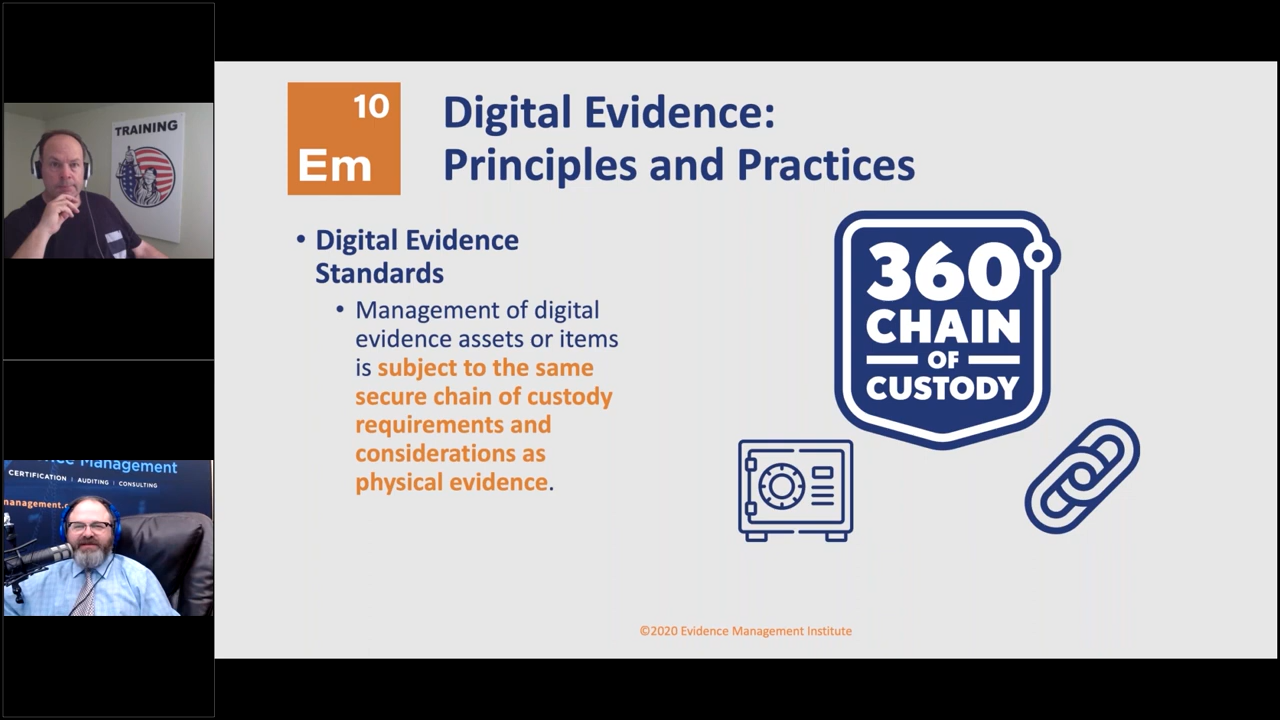 TRAINING
ence Management
CERTIFICATION | AUDITING | CONSULTING
management.c
10
Em
Digital Evidence:
Principles and Practices
• Digital Evidence
Standards
• Management of digital
evidence assets or items
is subject to the same
secure chain of custody
requirements and
considerations as
physical evidence.
360
CHAIN
OF
CUSTODY
©2020 Evidence Management Institute